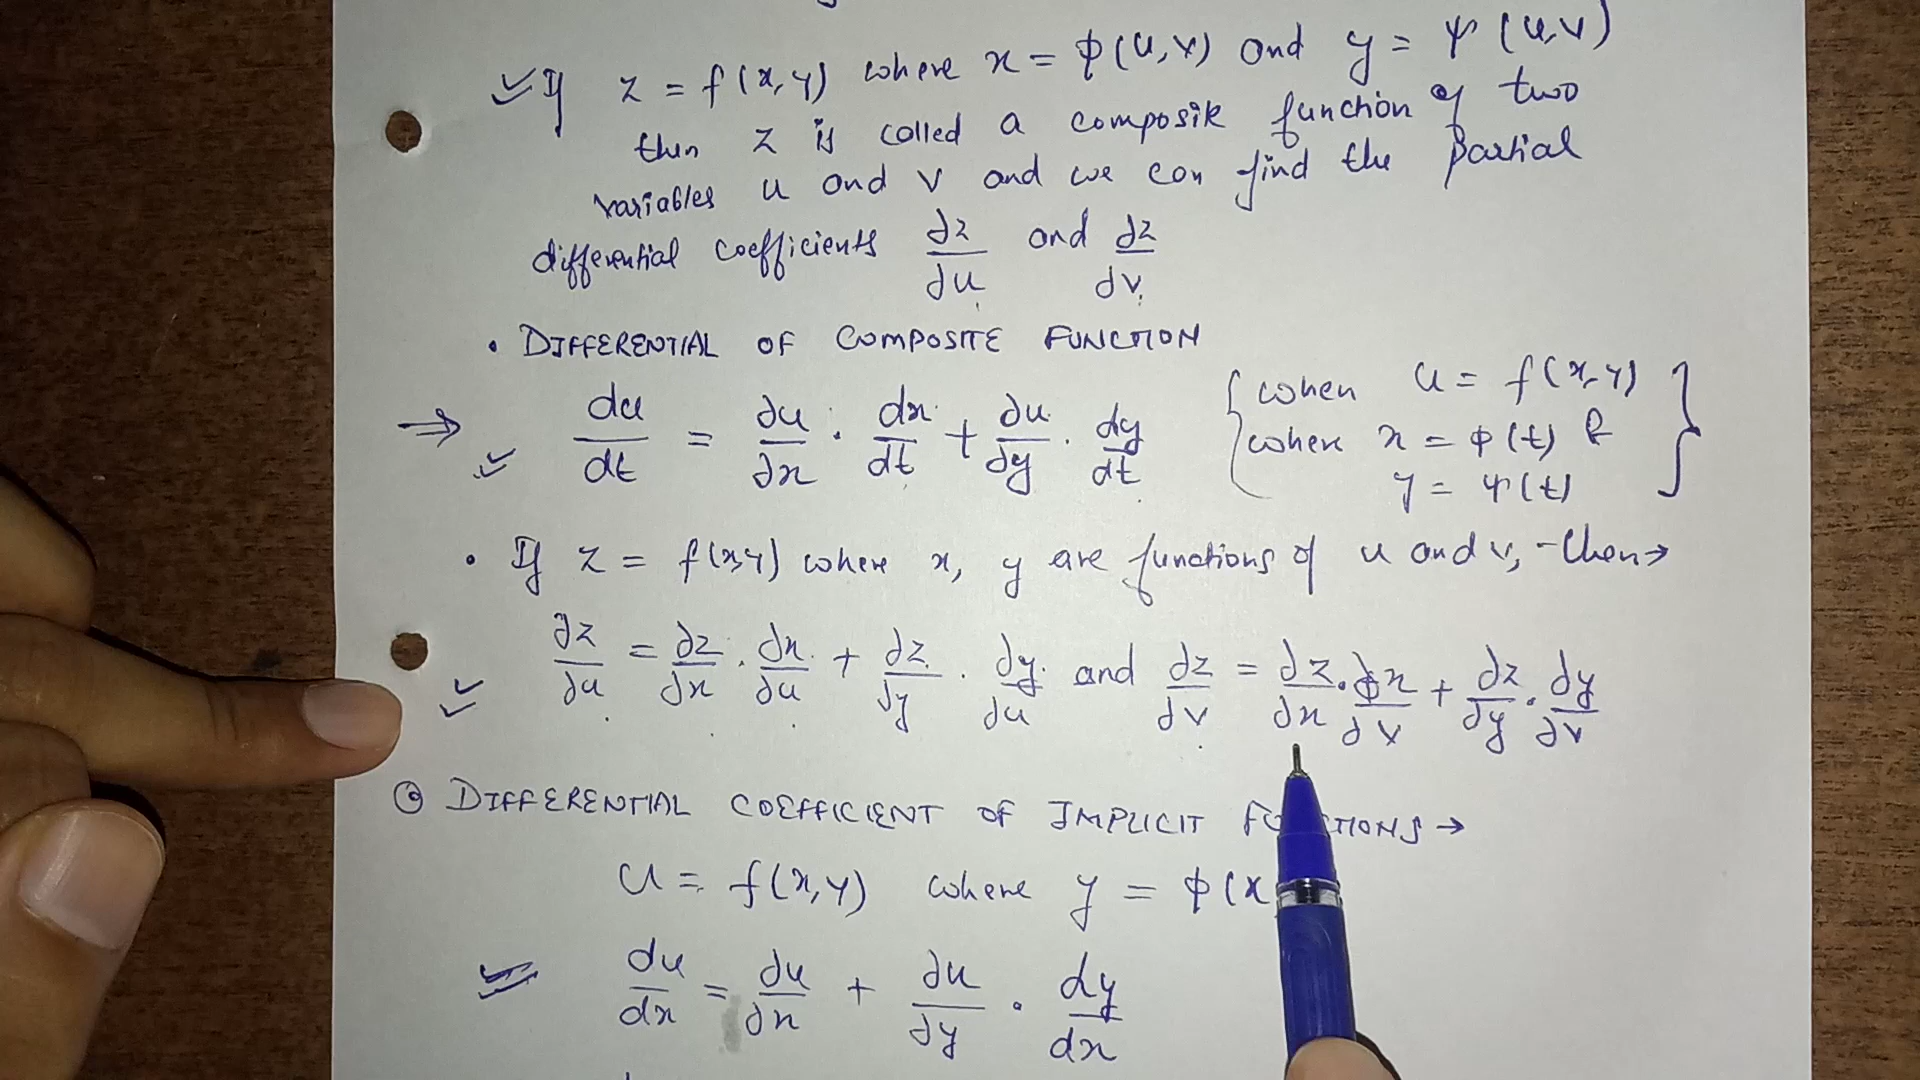 If z = f(x,y) where x = ϕ(u,v) and y = ψ(u,v)
then z is called a composite function of two
variables u and v and we can find the partial
differential coefficients ∂z/∂u and ∂z/∂v.
• DIFFERENTIAL OF COMPOSITE FUNCTION
⇒ du/dt = ∂u/∂x · dx/dt + ∂u/∂y · dy/dt {when u = f(x,y)
where x = ϕ(t) &
y = ψ(t)}
• If z = f(x,y) where x, y are functions of u and v, then →
∂z/∂u = ∂z/∂x · ∂x/∂u + ∂z/∂y · ∂y/∂u and ∂z/∂v = ∂z/∂x · ∂x/∂v + ∂z/∂y · ∂y/∂v
DIFFERENTIAL COEFFICIENT OF IMPLICIT →
u = f(x,y) where y = ϕ(x
du/dx = ∂u/∂x + ∂u/∂y · dy/dx